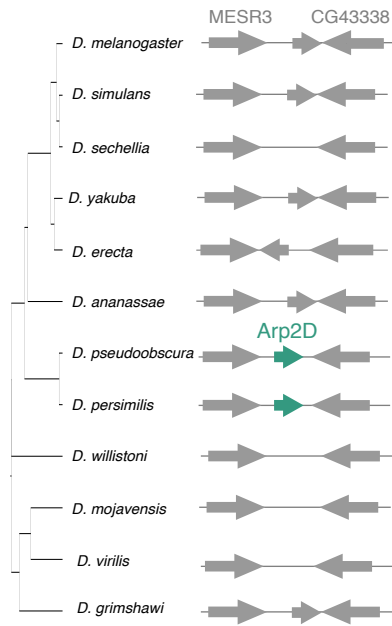 MESR3 CG43338
D. melanogaster
D. simulans
D. sechellia
D. yakuba
D. erecta
D. ananassae
Arp2D
D. pseudoobscura
D. persimilis
D. willistoni
D. mojavensis
D. virilis
D. grimshawi